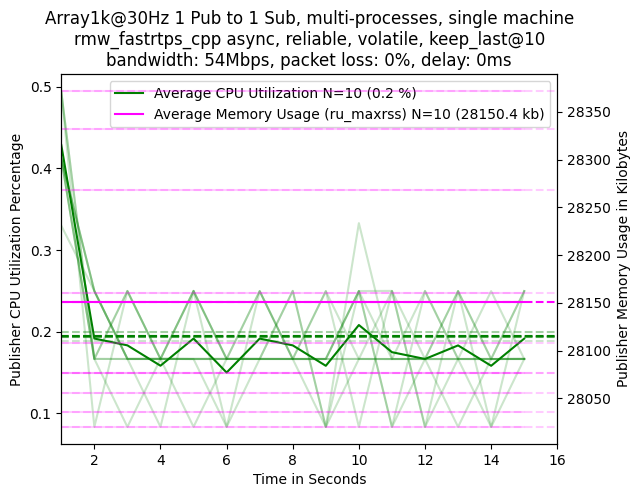 Array1k@30Hz 1 Pub to 1 Sub, multi-processes, single machine
rmw_fastrtps_cpp async, reliable, volatile, keep_last@10
bandwidth: 54Mbps, packet loss: 0%, delay: 0ms
Average CPU Utilization N=10 (0.2 %)
Average Memory Usage (ru_maxrss) N=10 (28150.4 kb)
Publisher CPU Utilization Percentage
0.5
0.4
0.3
0.2
0.1
28350
28300
28250
28200
28150
28100
28050
Publisher Memory Usage in Kilobytes
2 4 6 8 10 12 14 16
Time in Seconds